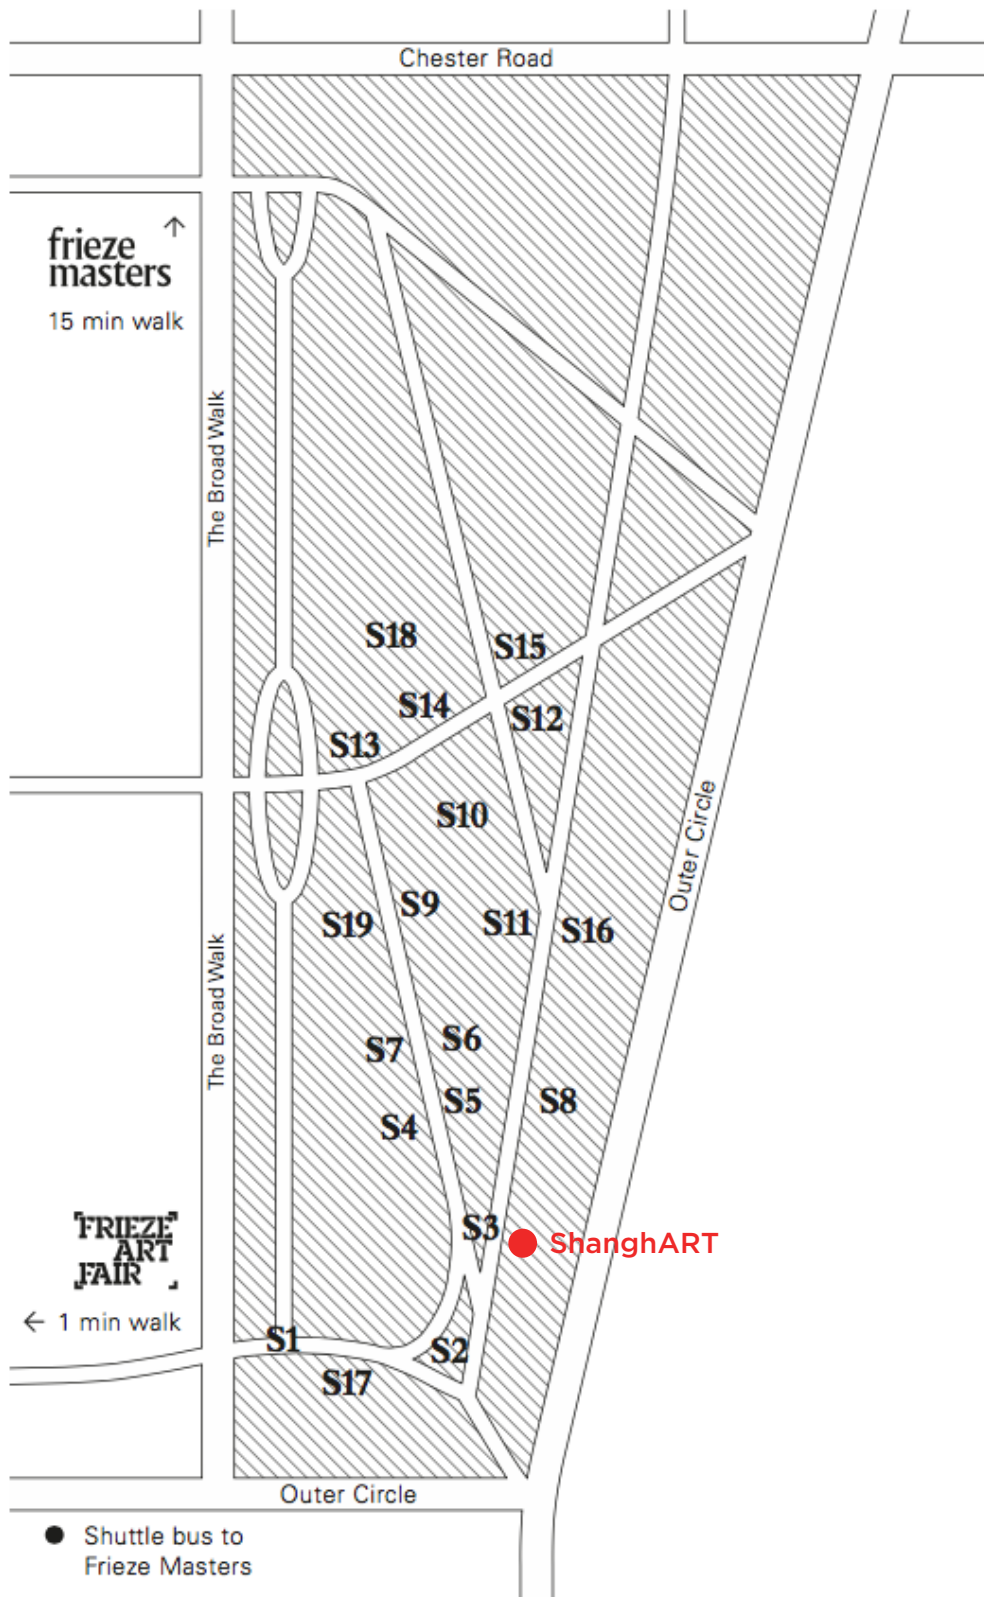 Chester Road
frieze
masters
15 min walk
The Broad Walk
S18
S15
S14
S12
S13
Outer Circle
S10
S9
S19
S11
S16
The Broad Walk
S7
S6
S5
S8
S4
FRIEZE
ART
FAIR
S3
ShanghART
← 1 min walk
S1
S2
S17
Outer Circle
Shuttle bus to
Frieze Masters